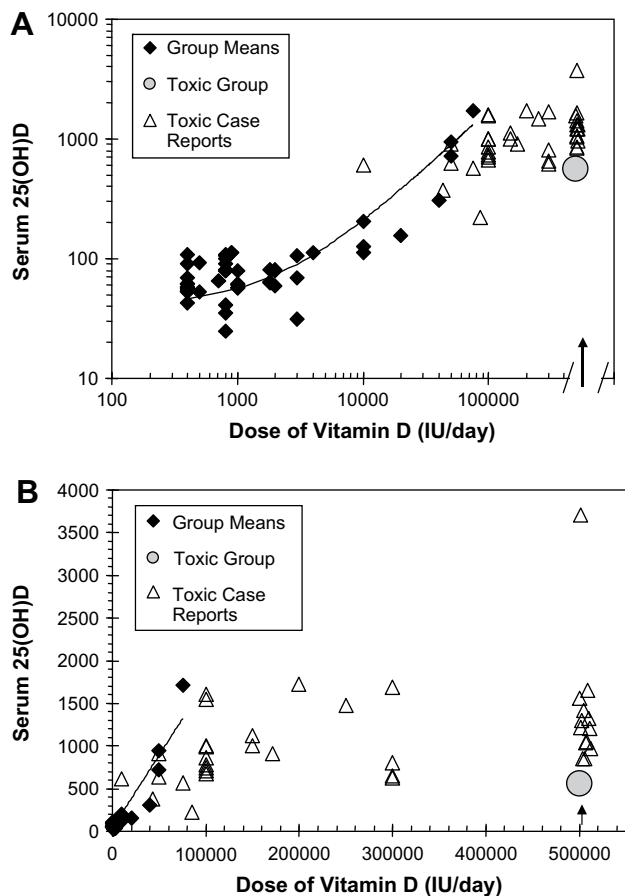 A
10000
1000
100
10
Serum 25(OH)D
Group Means
Toxic Group
Toxic Case
Reports
100
1000
10000
100000
Dose of Vitamin D (IU/day)
B
4000
3500
3000
2500
2000
1500
1000
500
0
Serum 25(OH)D
Group Means
Toxic Group
Toxic Case
Reports
0
100000
200000
300000
400000
500000
Dose of Vitamin D (IU/day)